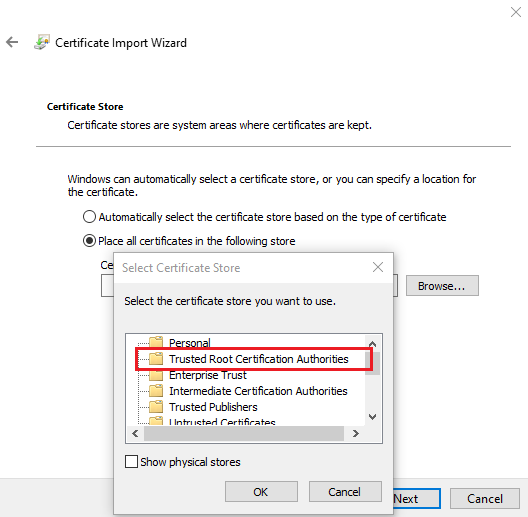 Certificate Import Wizard
Certificate Store
Certificate stores are system areas where certificates are kept.
Windows can automatically select a certificate store, or you can specify a location for
the certificate.
Automatically select the certificate store based on the type of certificate
Place all certificates in the following store
Ce
Browse...
Select Certificate Store
Select the certificate store you want to use.
Personal
Trusted Root Certification Authorities
Enterprise Trust
Intermediate Certification Authorities
Trusted Publishers
Untrusted Certificates
Show physical stores
OK
Cancel
Next
Cancel